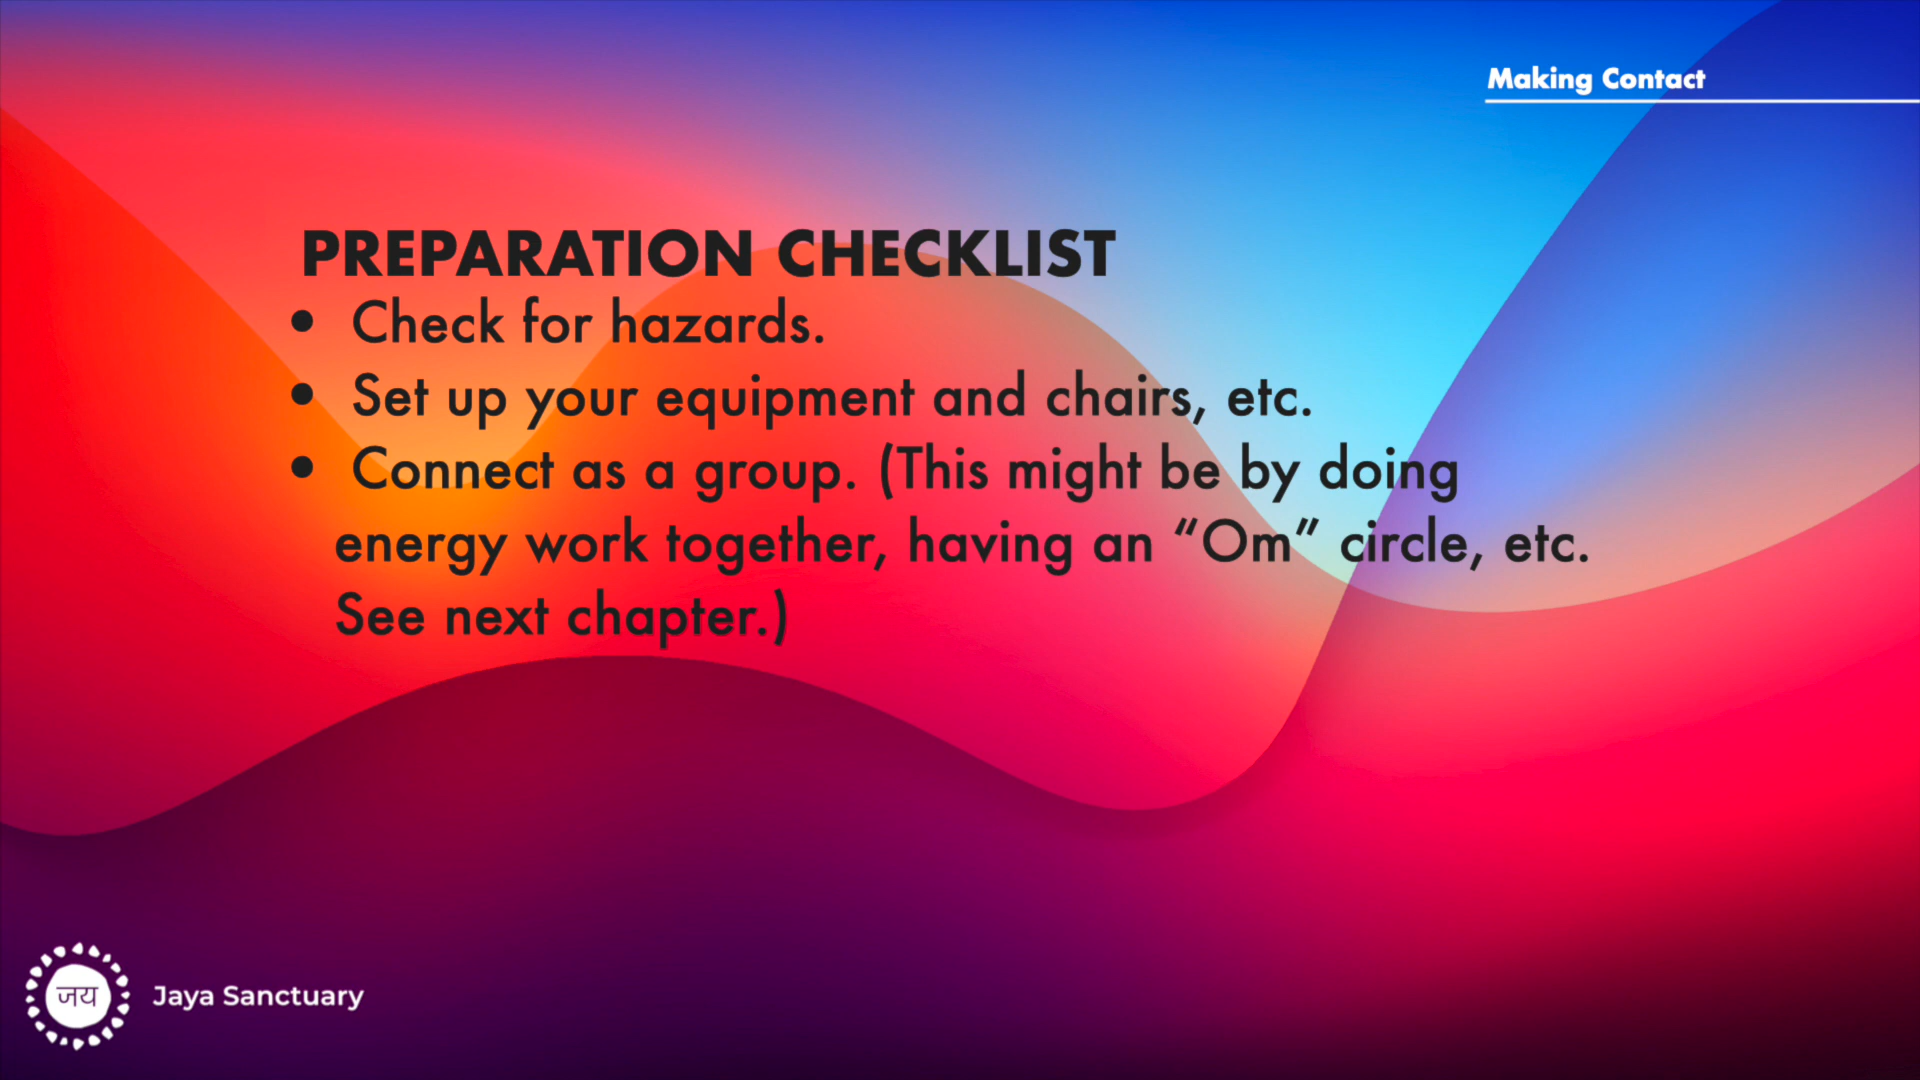 Making Contact
PREPARATION CHECKLIST
• Check for hazards.
• Set up your equipment and chairs, etc.
• Connect as a group. (This might be by doing
energy work together, having an “Om” circle, etc.
See next chapter.)
जय
Jaya Sanctuary